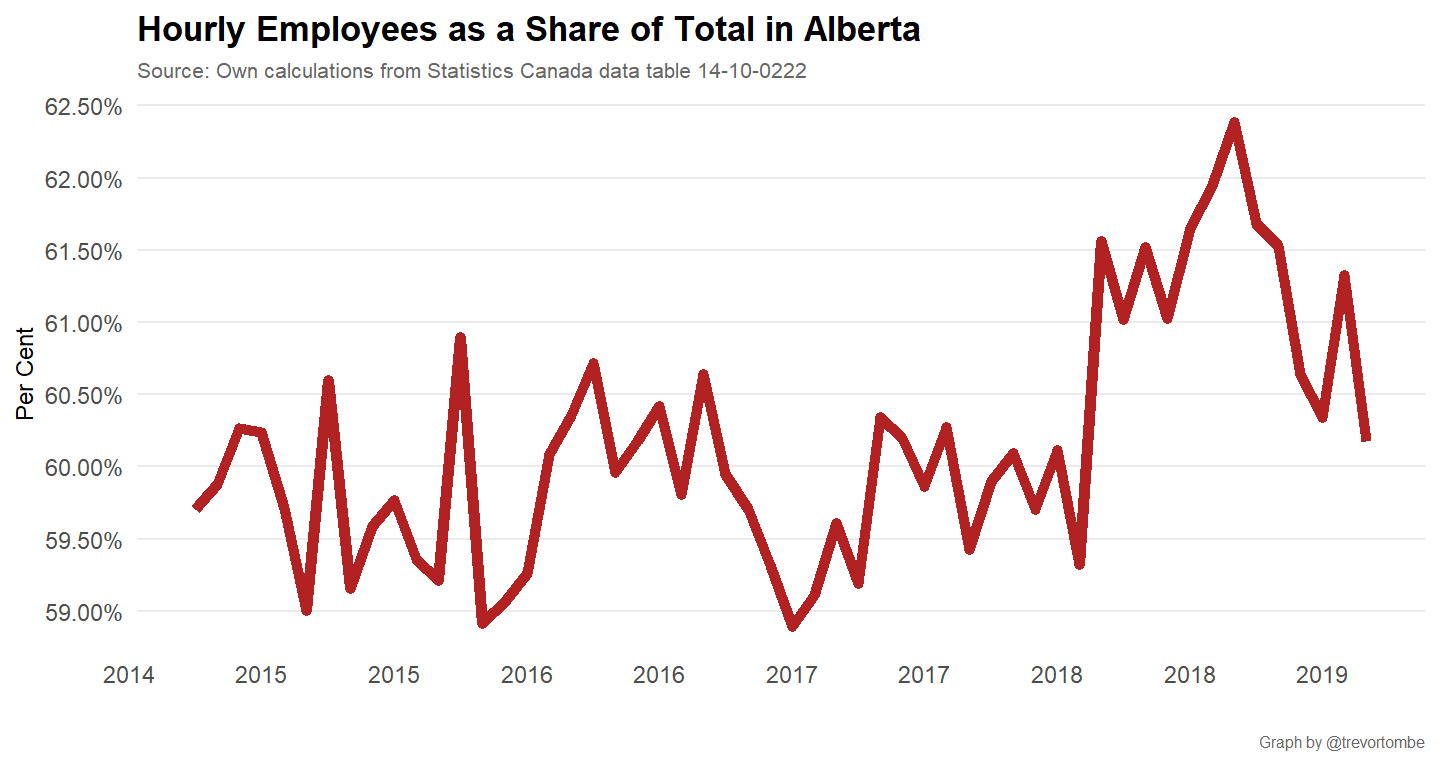 Hourly Employees as a Share of Total in Alberta
Source: Own calculations from Statistics Canada data table 14-10-0222
62.50%
62.00%
61.50%
61.00%
60.50%
60.00%
59.50%
59.00%
Per Cent
2014 2015 2015 2016 2016 2017 2017 2018 2018 2019
Graph by @trevortombe